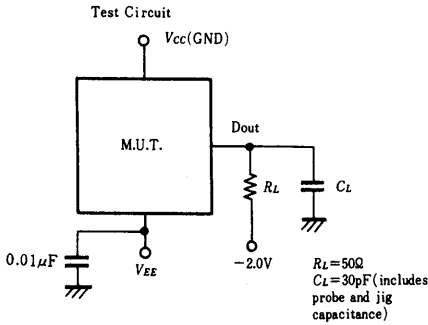 Test Circuit
Vcc(GND)
M.U.T.
Dout
RL
CL
0.01μF
VEE
−2.0V
RL=50Ω
CL=30pF(includes
probe and jig
capacitance)